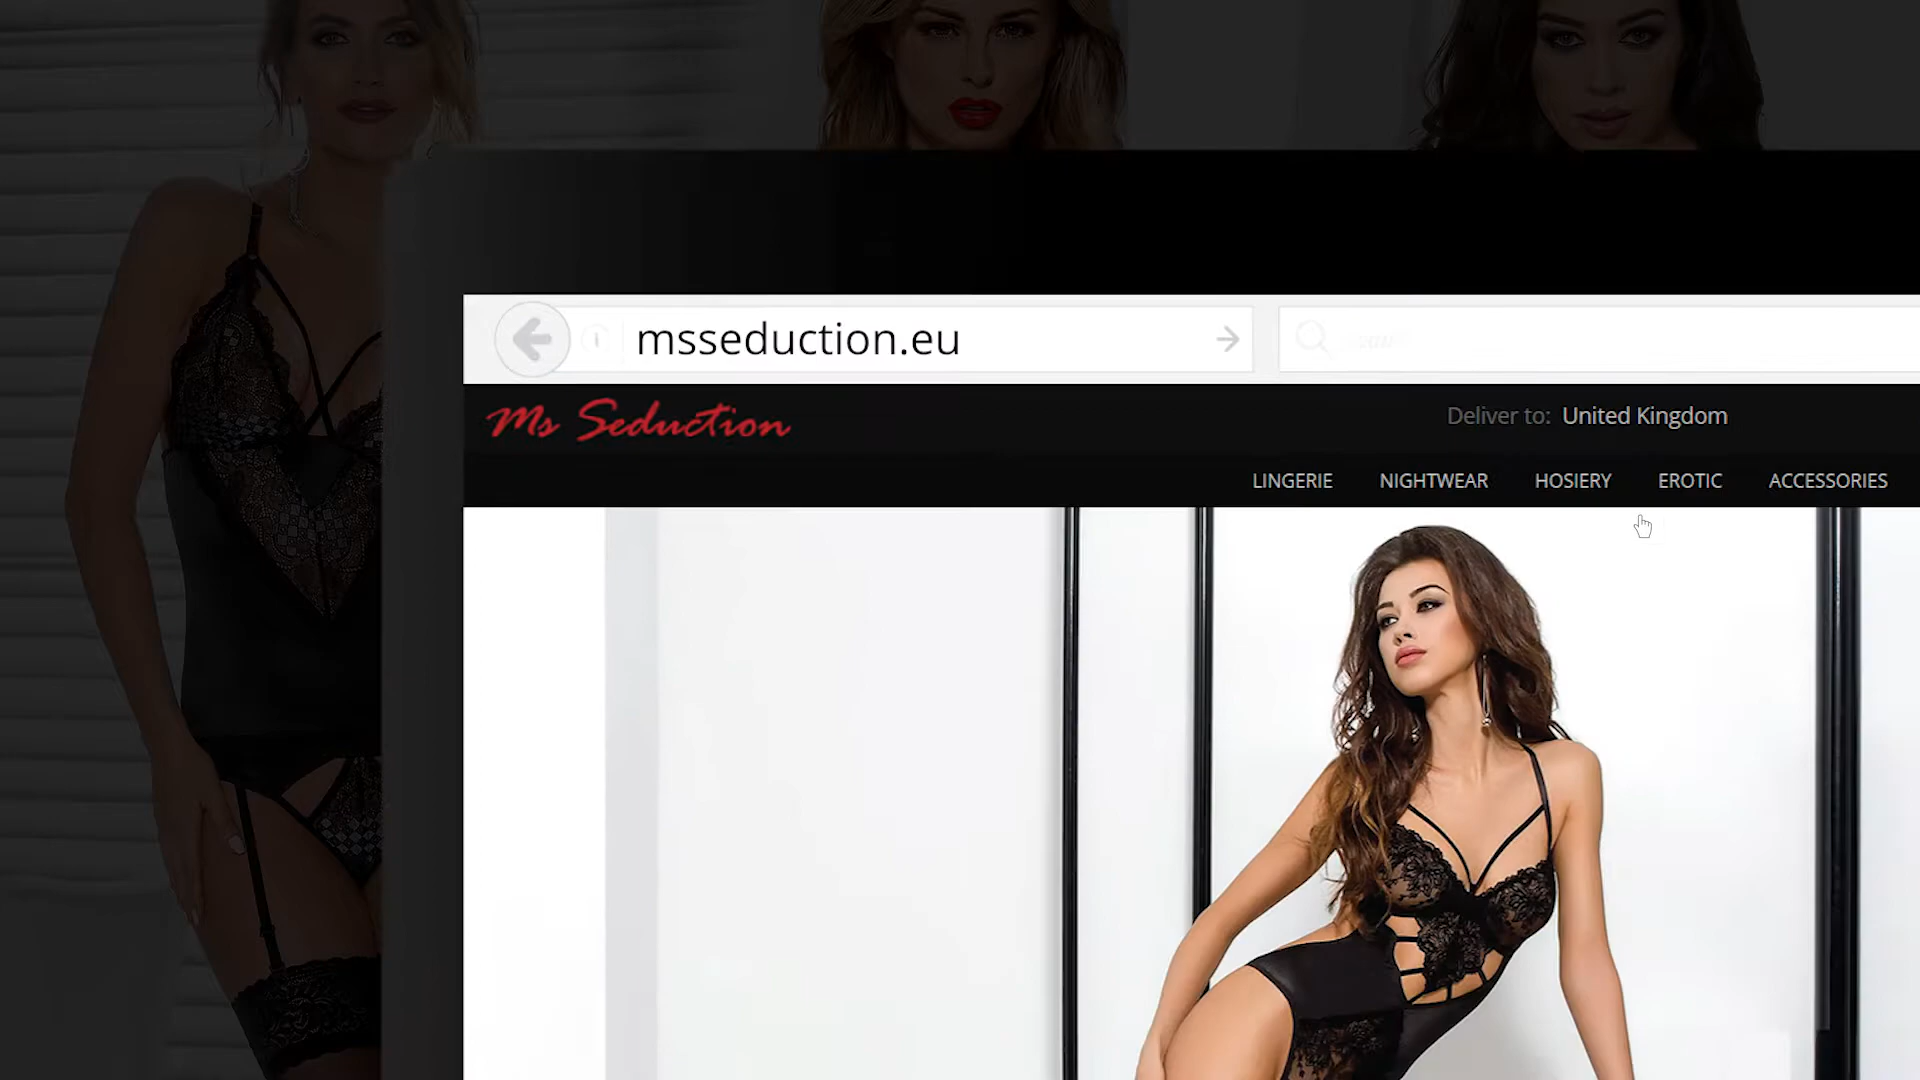 msseduction.eu
Ms Seduction
Deliver to: United Kingdom
LINGERIE NIGHTWEAR HOSIERY EROTIC ACCESSORIES